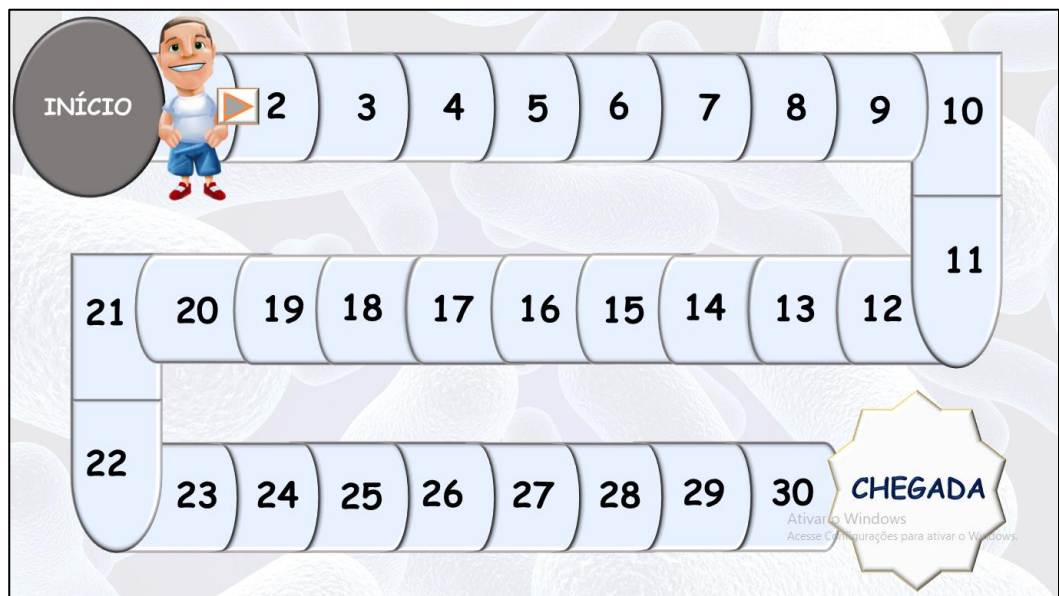 INÍCIO
2 3 4 5 6 7 8 9 10
11
21 20 19 18 17 16 15 14 13 12
22
23 24 25 26 27 28 29 30 CHEGADA
Ativar o Windows
Acesse Configurações para ativar o Windows.